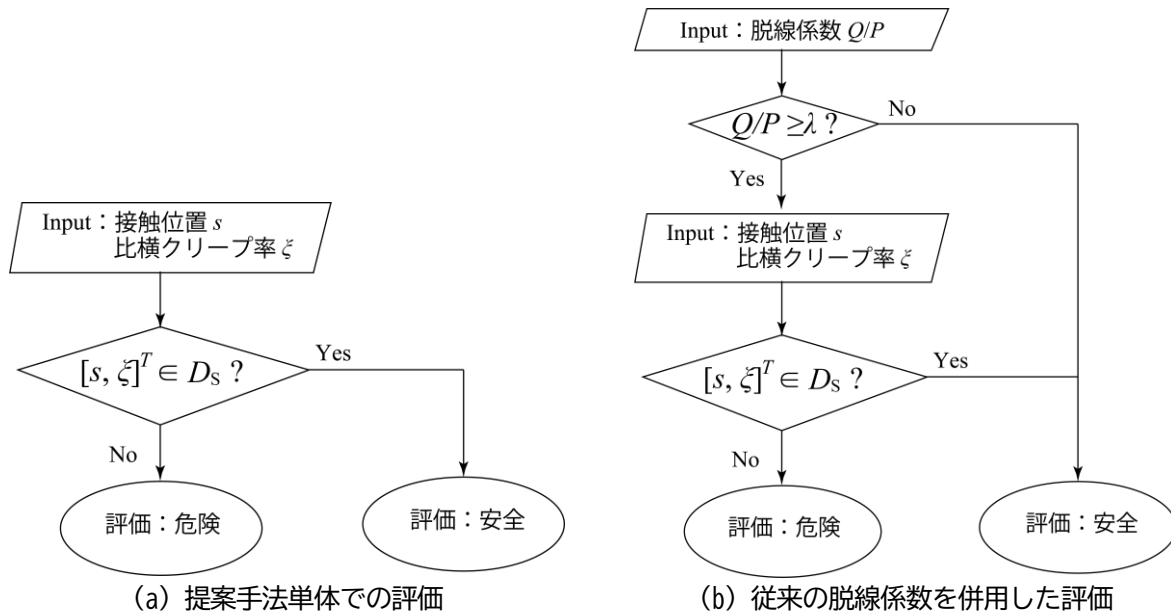 Input：接触位置 s
比横クリープ率 ξ
[s, ξ]^T ∈ D_S ?
Yes
No
評価：危険
評価：安全
(a) 提案手法単体での評価
Input：脱線係数 Q/P
Q/P ≥λ ?
No
Yes
Input：接触位置 s
比横クリープ率 ξ
[s, ξ]^T ∈ D_S ?
Yes
No
評価：危険
評価：安全
(b) 従来の脱線係数を併用した評価